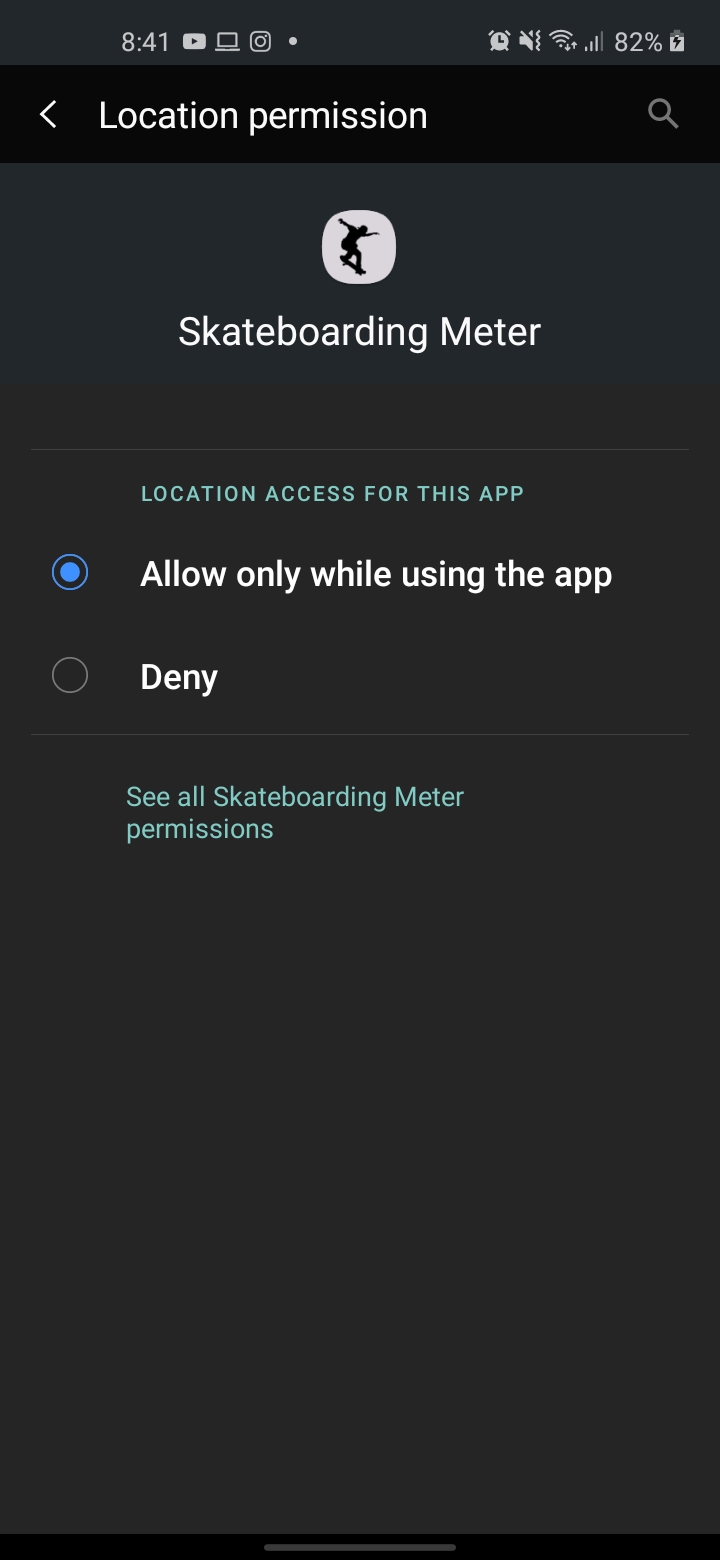 8:41 82%
Location permission
Skateboarding Meter
LOCATION ACCESS FOR THIS APP
Allow only while using the app
Deny
See all Skateboarding Meter
permissions